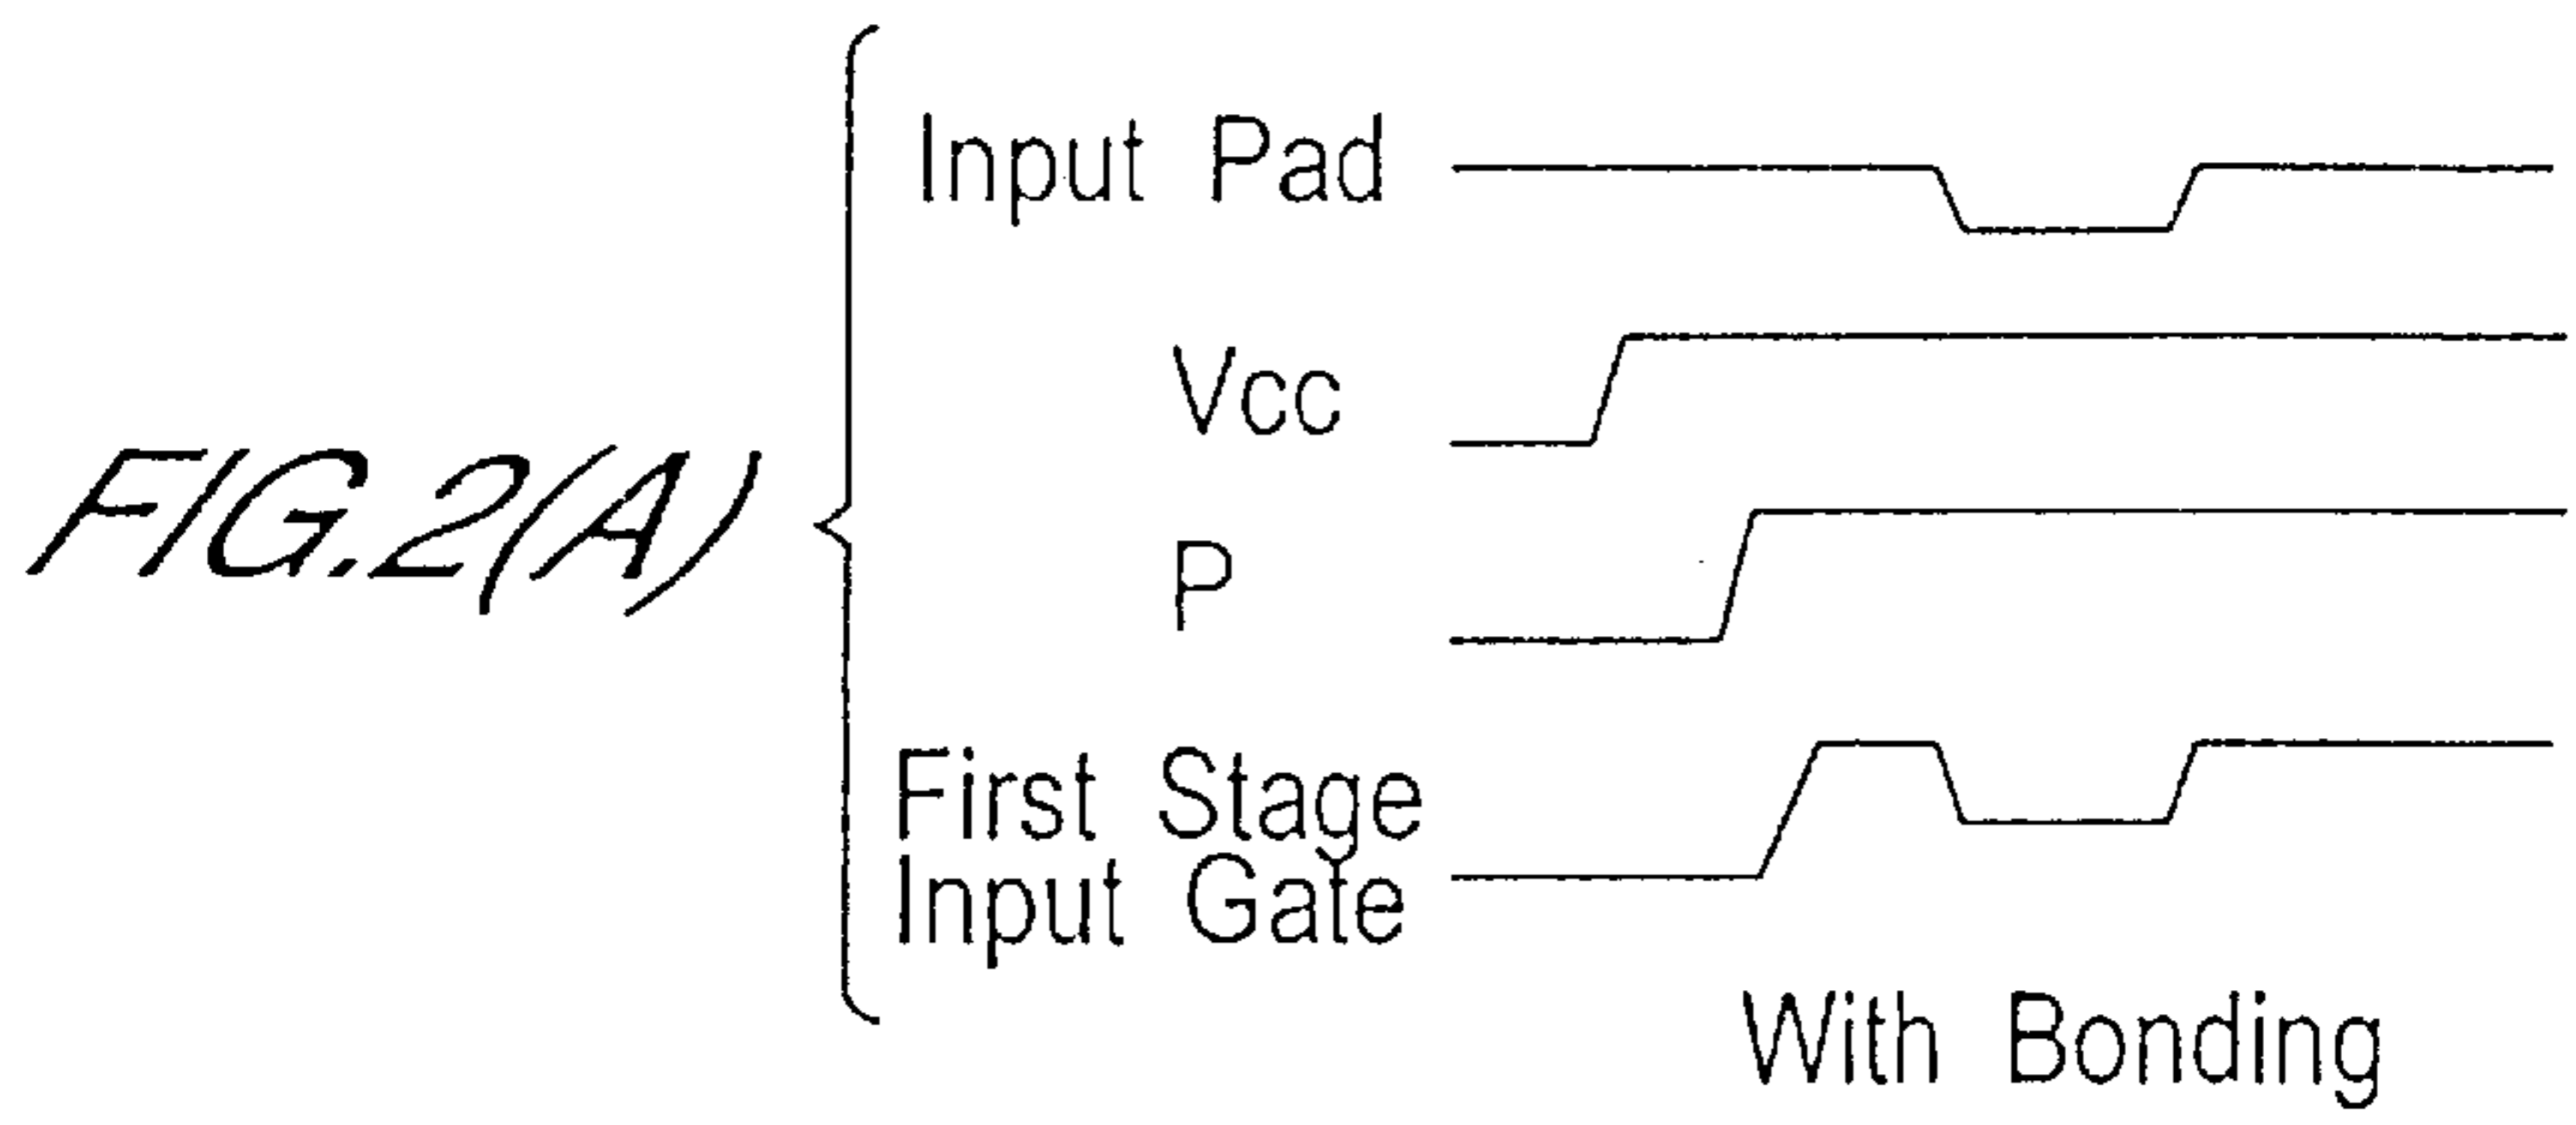 FIG.2(A)
Input Pad
Vcc
P
First Stage
Input Gate
With Bonding